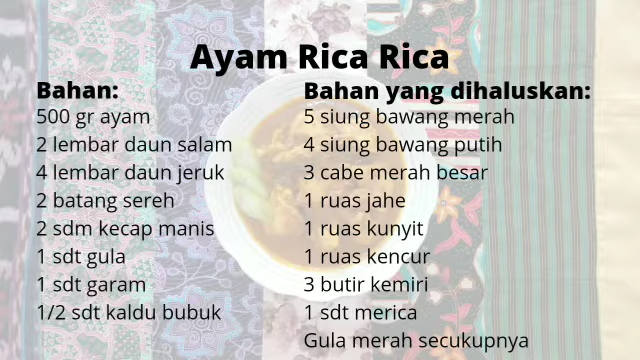 Ayam Rica Rica
Bahan:
500 gr ayam
2 lembar daun salam
4 lembar daun jeruk
2 batang sereh
2 sdm kecap manis
1 sdt gula
1 sdt garam
1/2 sdt kaldu bubuk
Bahan yang dihaluskan:
5 siung bawang merah
4 siung bawang putih
3 cabe merah besar
1 ruas jahe
1 ruas kunyit
1 ruas kencur
3 butir kemiri
1 sdt merica
Gula merah secukupnya